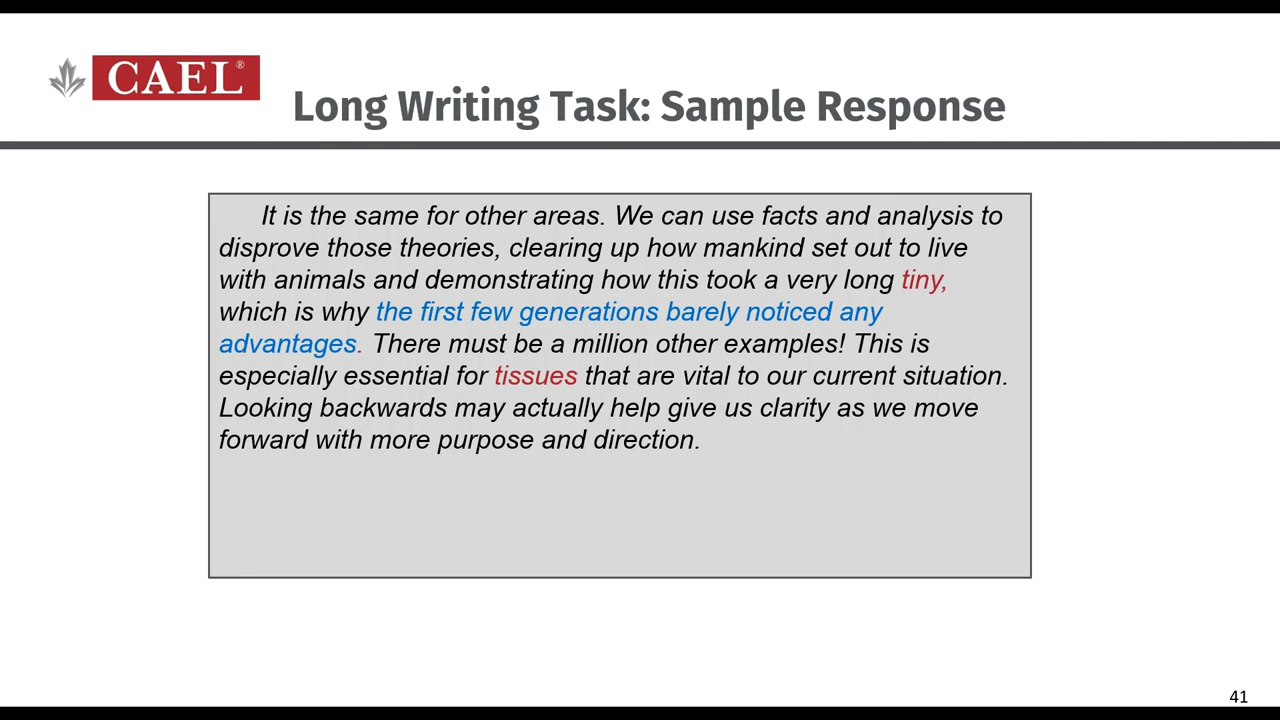 CAEL®
Long Writing Task: Sample Response
It is the same for other areas. We can use facts and analysis to
disprove those theories, clearing up how mankind set out to live
with animals and demonstrating how this took a very long tiny,
which is why the first few generations barely noticed any
advantages. There must be a million other examples! This is
especially essential for tissues that are vital to our current situation.
Looking backwards may actually help give us clarity as we move
forward with more purpose and direction.
41